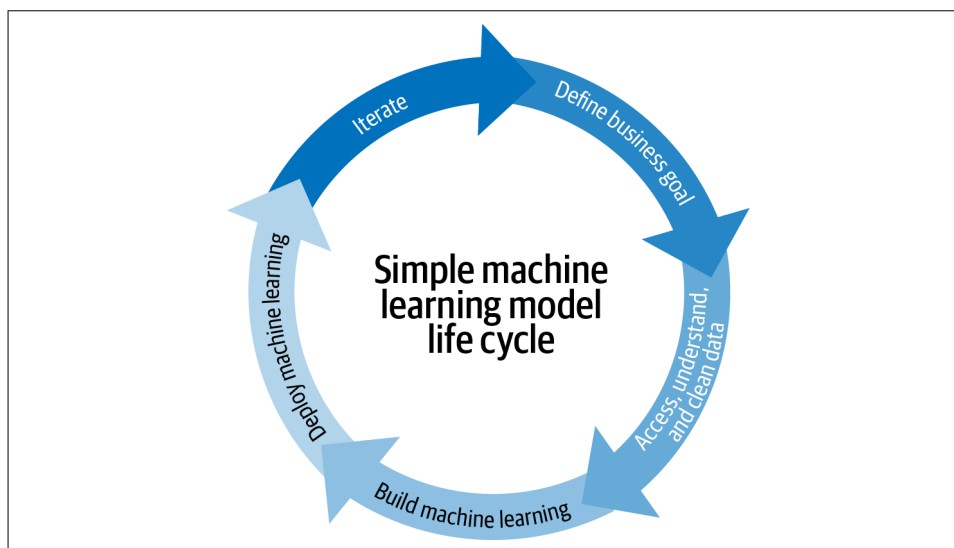 Simple machine
learning model
life cycle
Define business goal
Access, understand,
and clean data
Build machine learning
Deploy machine learning
Iterate